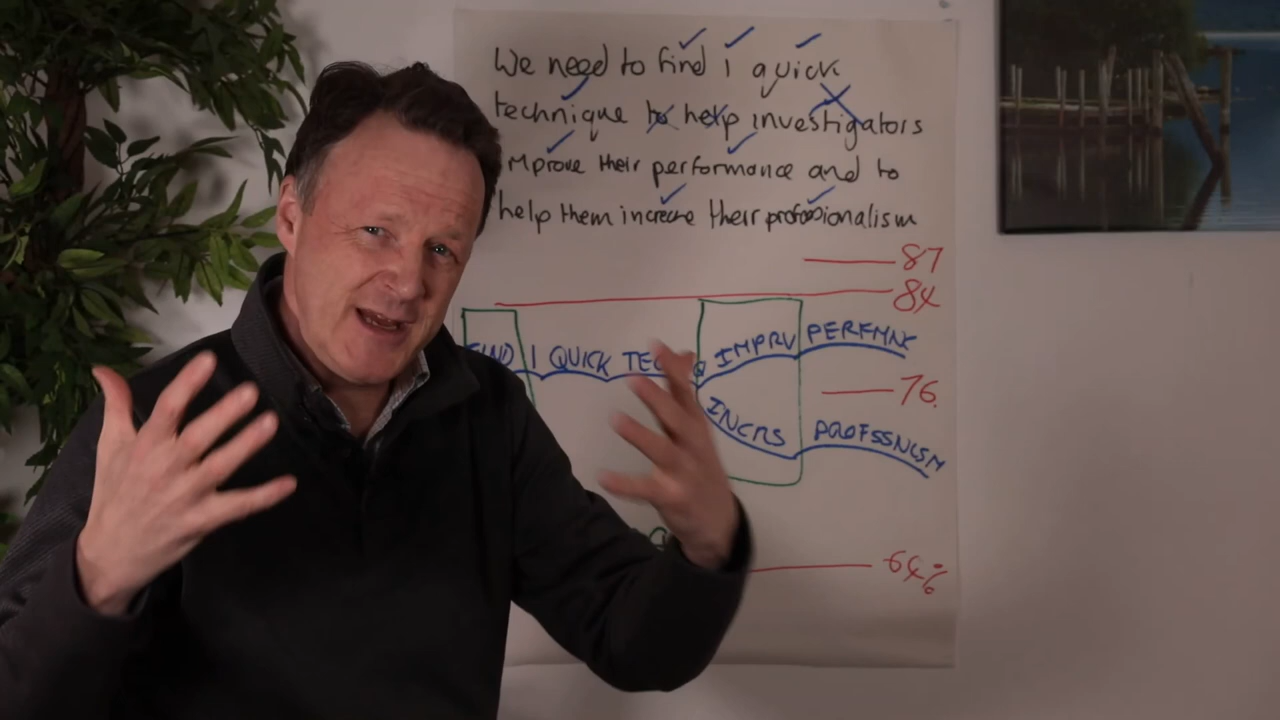 We need to find 1 quick
technique to help investigators
mprove their performance and to
help them increase their professionalism
87
84
FIND 1 QUICK TEC IMPRV PERFMNC
76.
INCRS PROFSSNLSM
64%